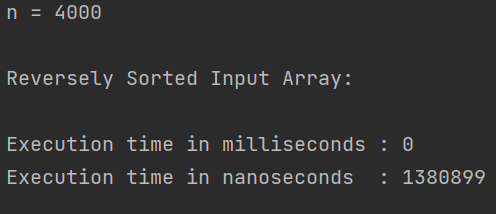 n = 4000
Reversely Sorted Input Array:
Execution time in milliseconds : 0
Execution time in nanoseconds  : 1380899